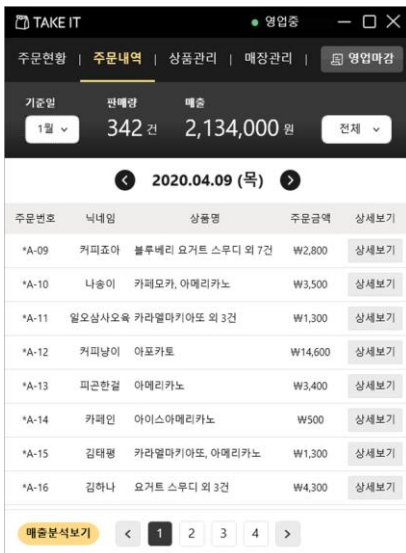 TAKE IT
영업중
주문현황 | 주문내역 | 상품관리 | 매장관리 | 영업마감
기준일 판매량 매출
1월 342 건 2,134,000 원 전체
2020.04.09 (목)
주문번호 닉네임 상품명 주문금액 상세보기
*A-09 커피죠아 블루베리 요거트 스무디 외 7건 ₩2,800 상세보기
*A-10 나송이 카페모카, 아메리카노 ₩3,500 상세보기
*A-11 일오삼사오육 카라멜마키아또 외 3건 ₩1,300 상세보기
*A-12 커피냥이 아포카토 ₩14,600 상세보기
*A-13 피곤한걸 아메리카노 ₩3,400 상세보기
*A-14 카페인 아이스아메리카노 ₩500 상세보기
*A-15 김태평 카라멜마키아또, 아메리카노 ₩1,300 상세보기
*A-16 김하나 요거트 스무디 외 3건 ₩4,300 상세보기
매출분석보기 < 1 2 3 4 >